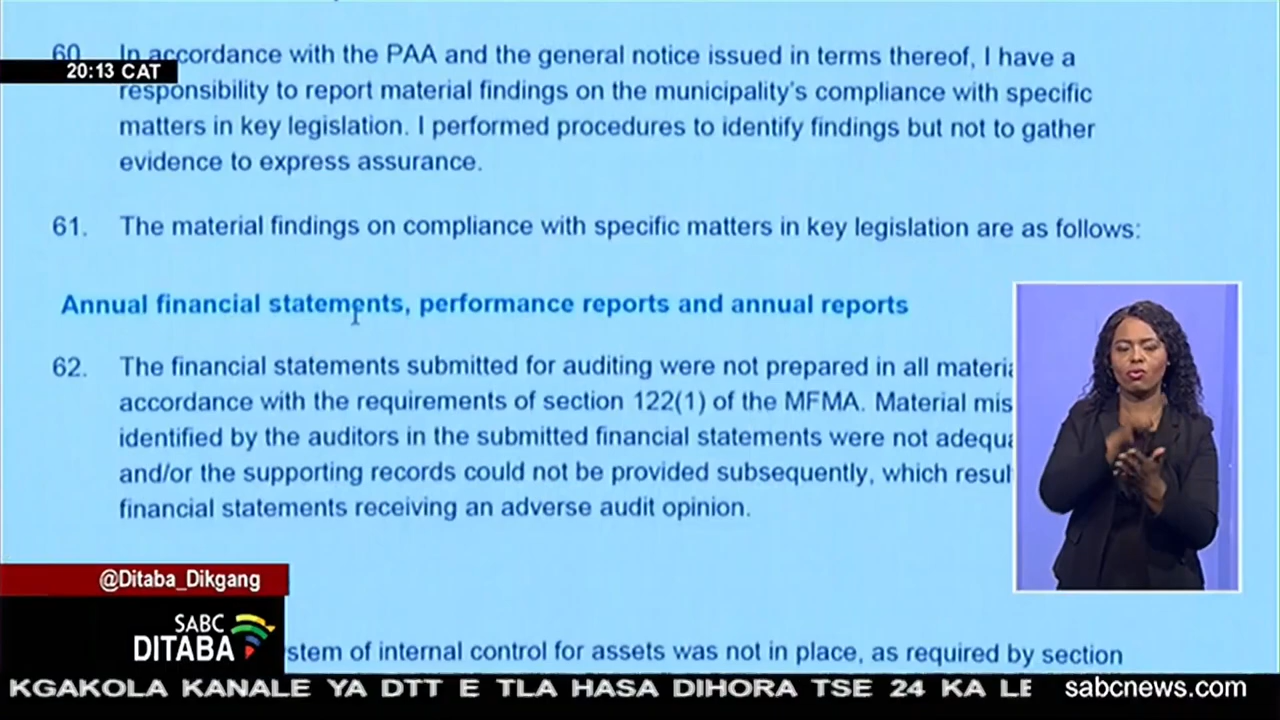 60. In accordance with the PAA and the general notice issued in terms thereof, I have a
20:13 CAT
responsibility to report material findings on the municipality's compliance with specific
matters in key legislation. I performed procedures to identify findings but not to gather
evidence to express assurance.
61. The material findings on compliance with specific matters in key legislation are as follows:
Annual financial statements, performance reports and annual reports
62. The financial statements submitted for auditing were not prepared in all
accordance with the requirements of section 122(1) of the MFMA. Material
identified by the auditors in the submitted financial statements were not
and/or the supporting records could not be provided subsequently, which
financial statements receiving an adverse audit opinion.
@Ditaba_Dikgang
SABC
DITABA
of internal control for assets was not in place, as required by section
KGAKOLA KANALE YA DTT E TLA HASA DIHORA TSE 24 KA
sabcnews.com